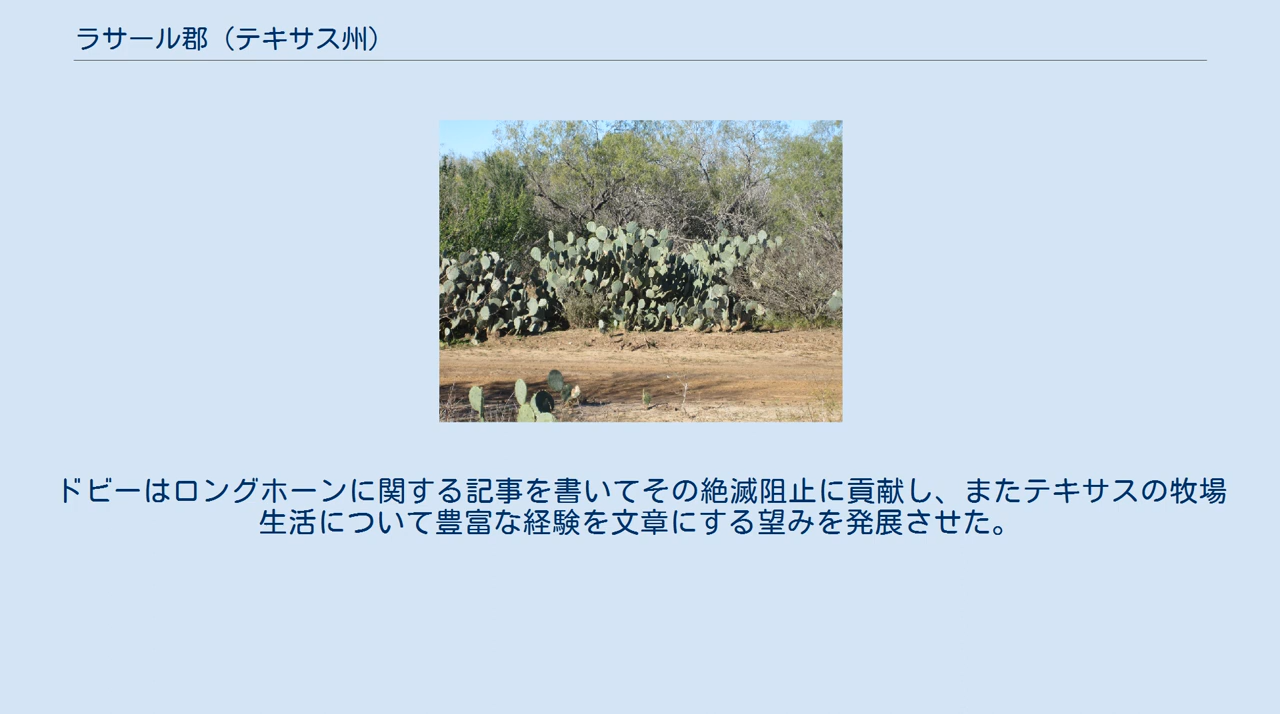 ラサール郡（テキサス州）
ドビーはロングホーンに関する記事を書いてその絶滅阻止に貢献し、またテキサスの牧場
生活について豊富な経験を文章にする望みを発展させた。